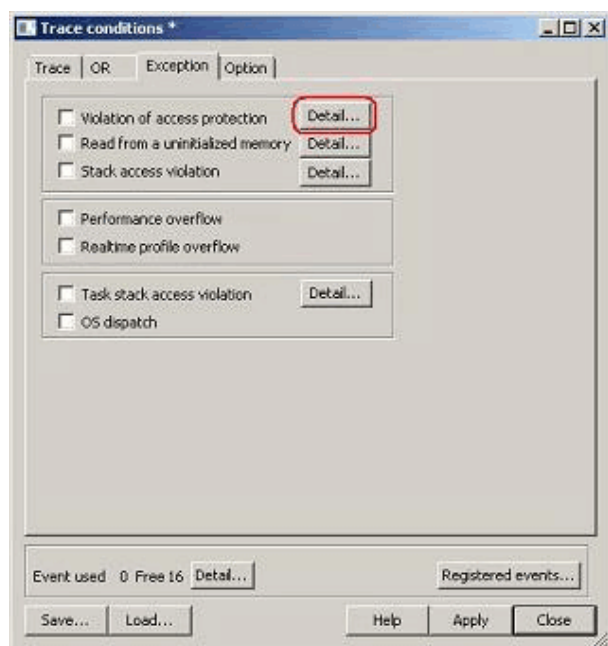 Trace conditions *
Trace OR Exception Option
Violation of access protection Detail...
Read from a uninitialized memory Detail...
Stack access violation Detail...
Performance overflow
Realtime profile overflow
Task stack access violation Detail...
OS dispatch
Event used 0 Free 16 Detail... Registered events...
Save... Load... Help Apply Close